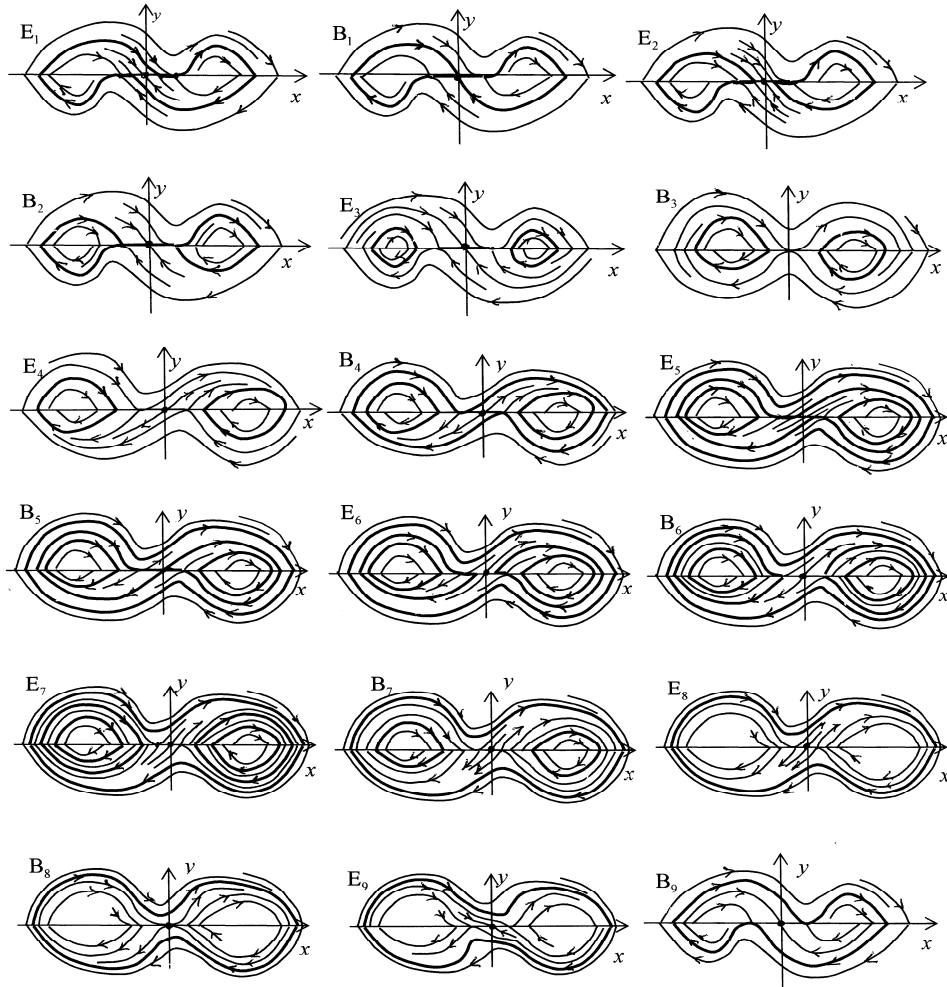 E₁ y x B₁ y x E₂ y x
B₂ y x E₃ y x B₃ y x
E₄ y x B₄ y x E₅ y x
B₅ y x E₆ y x B₆ y x
E₇ y x B₇ y x E₈ y x
B₈ y x E₉ y x B₉ y x